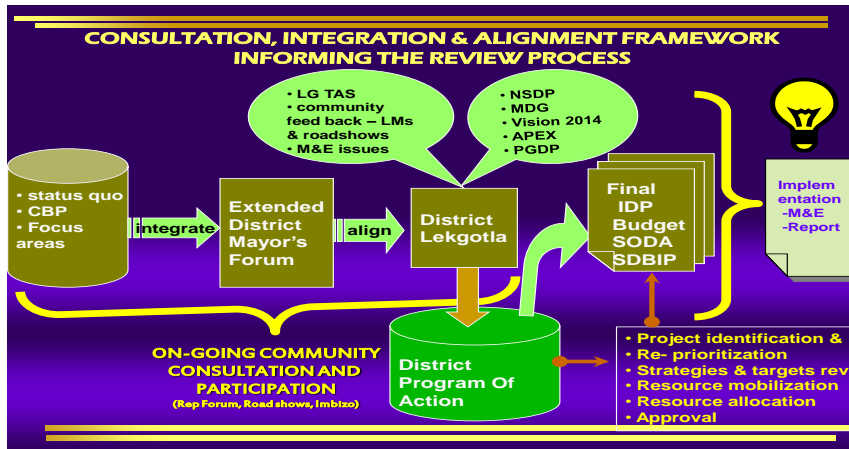 CONSULTATION, INTEGRATION & ALIGNMENT FRAMEWORK
INFORMING THE REVIEW PROCESS
• LG TAS
• community
feed back – LMs
& roadshows
• M&E issues
• NSDP
• MDG
• Vision 2014
• APEX
• PGDP
• status quo
• CBP
• Focus
areas
integrate
Extended
District
Mayor's
Forum
align
District
Lekgotla
Final
IDP
Budget
SODA
SDBIP
Implem
entation
-M&E
-Report
ON-GOING COMMUNITY
CONSULTATION AND
PARTICIPATION
(Rep Forum, Road shows, Imbizo)
District
Program Of
Action
• Project identification &
• Re- prioritization
• Strategies & targets rev
• Resource mobilization
• Resource allocation
• Approval